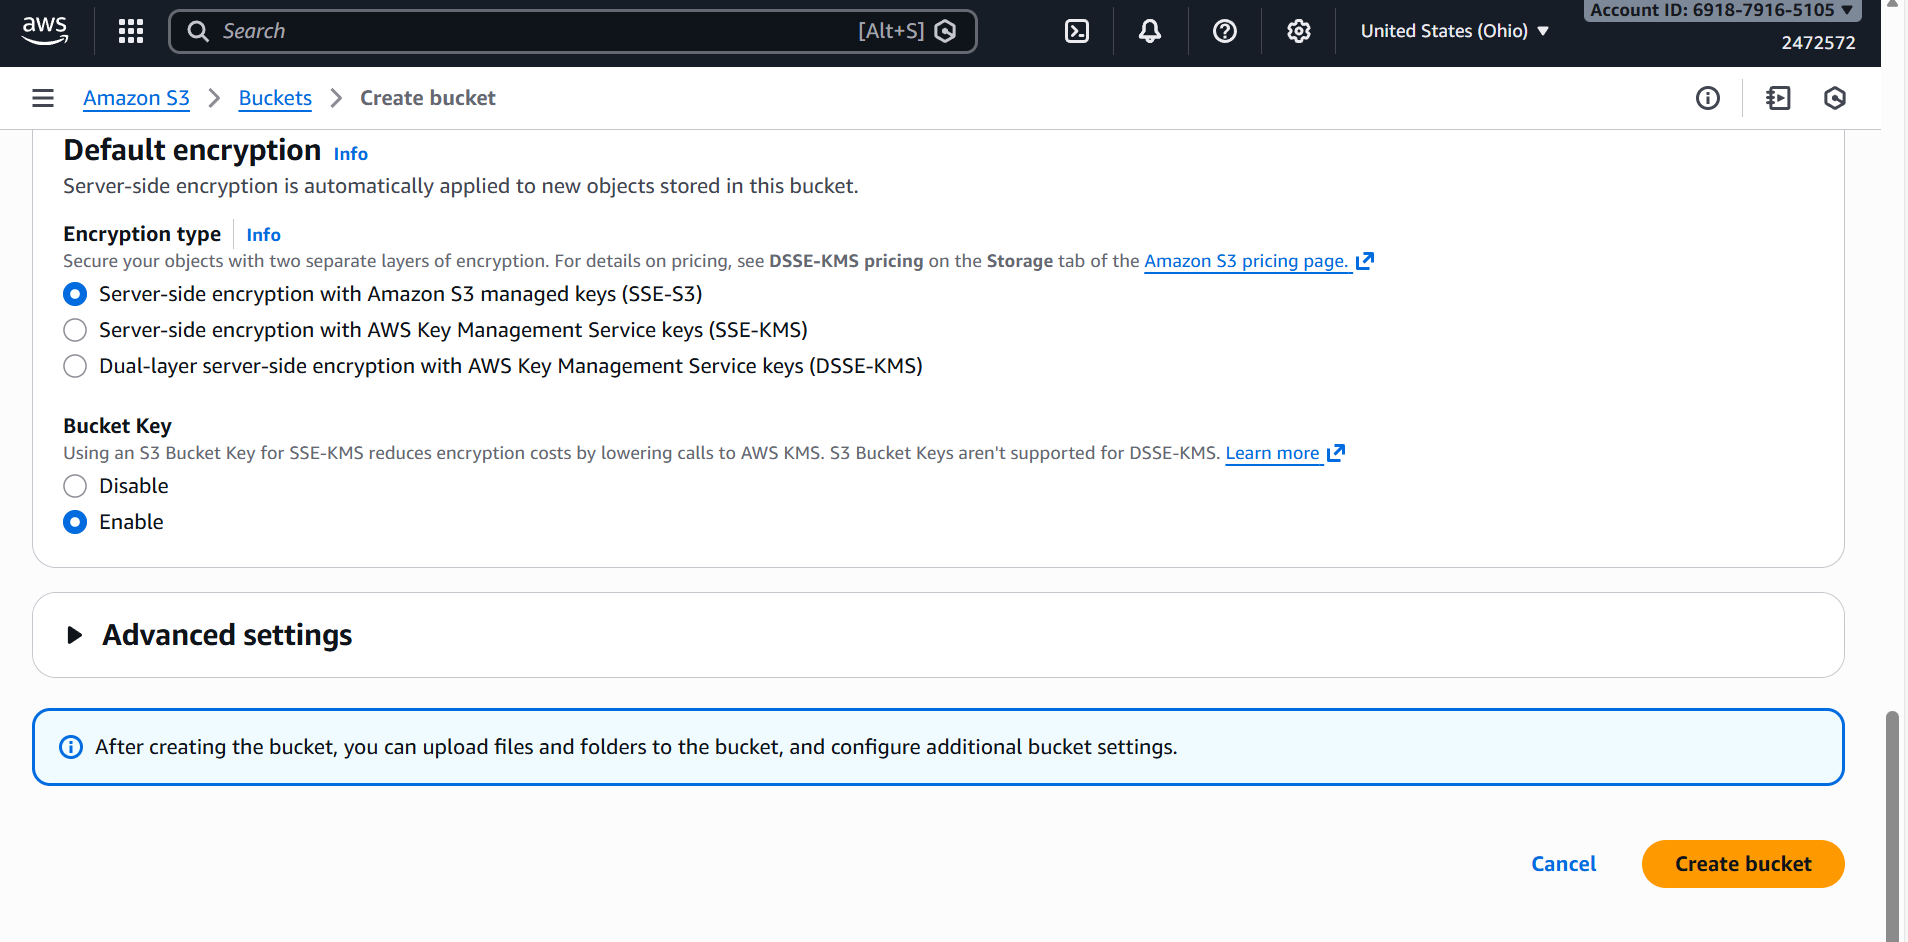 aws
Search [Alt+S]
United States (Ohio)
Account ID: 6918-7916-5105
2472572
Amazon S3 > Buckets > Create bucket
Default encryption Info
Server-side encryption is automatically applied to new objects stored in this bucket.
Encryption type Info
Secure your objects with two separate layers of encryption. For details on pricing, see DSSE-KMS pricing on the Storage tab of the Amazon S3 pricing page.
Server-side encryption with Amazon S3 managed keys (SSE-S3)
Server-side encryption with AWS Key Management Service keys (SSE-KMS)
Dual-layer server-side encryption with AWS Key Management Service keys (DSSE-KMS)
Bucket Key
Using an S3 Bucket Key for SSE-KMS reduces encryption costs by lowering calls to AWS KMS. S3 Bucket Keys aren't supported for DSSE-KMS. Learn more
Disable
Enable
Advanced settings
After creating the bucket, you can upload files and folders to the bucket, and configure additional bucket settings.
Cancel
Create bucket